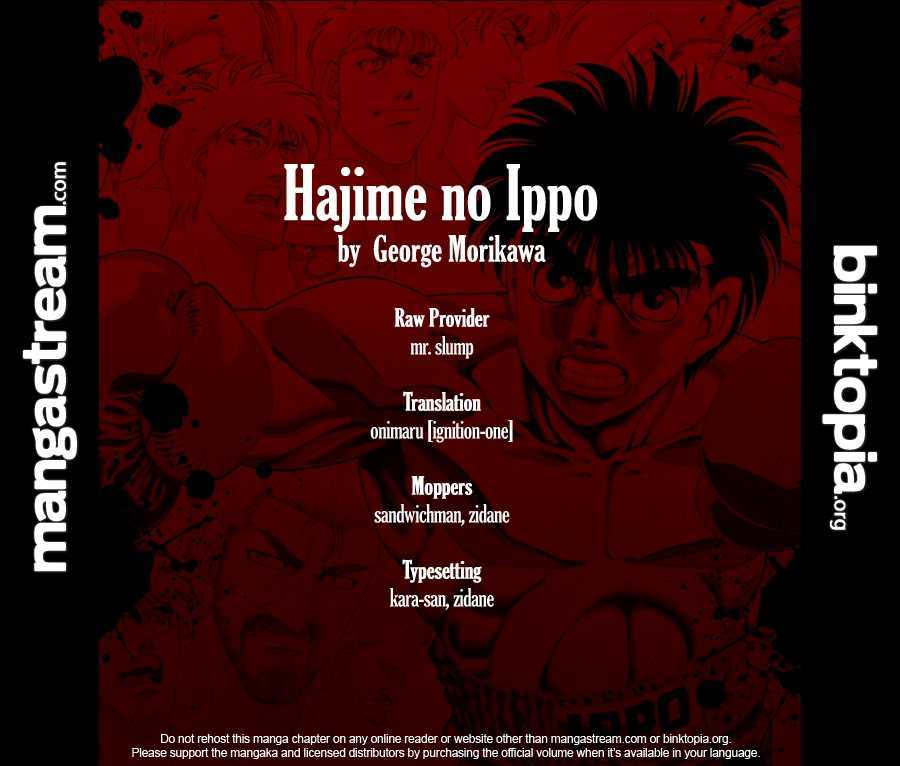 mangastream.com
Hajime no Ippo
by George Morikawa
Raw Provider
mr. slump
Translation
onimaru [ignition-one]
Moppers
sandwichman, zidane
Typesetting
kara-san, zidane
binktopia.org
IPPO
Do not rehost this manga chapter on any online reader or website other than mangastream.com or binktopia.org.
Please support the mangaka and licensed distributors by purchasing the official volume when it's available in your language.